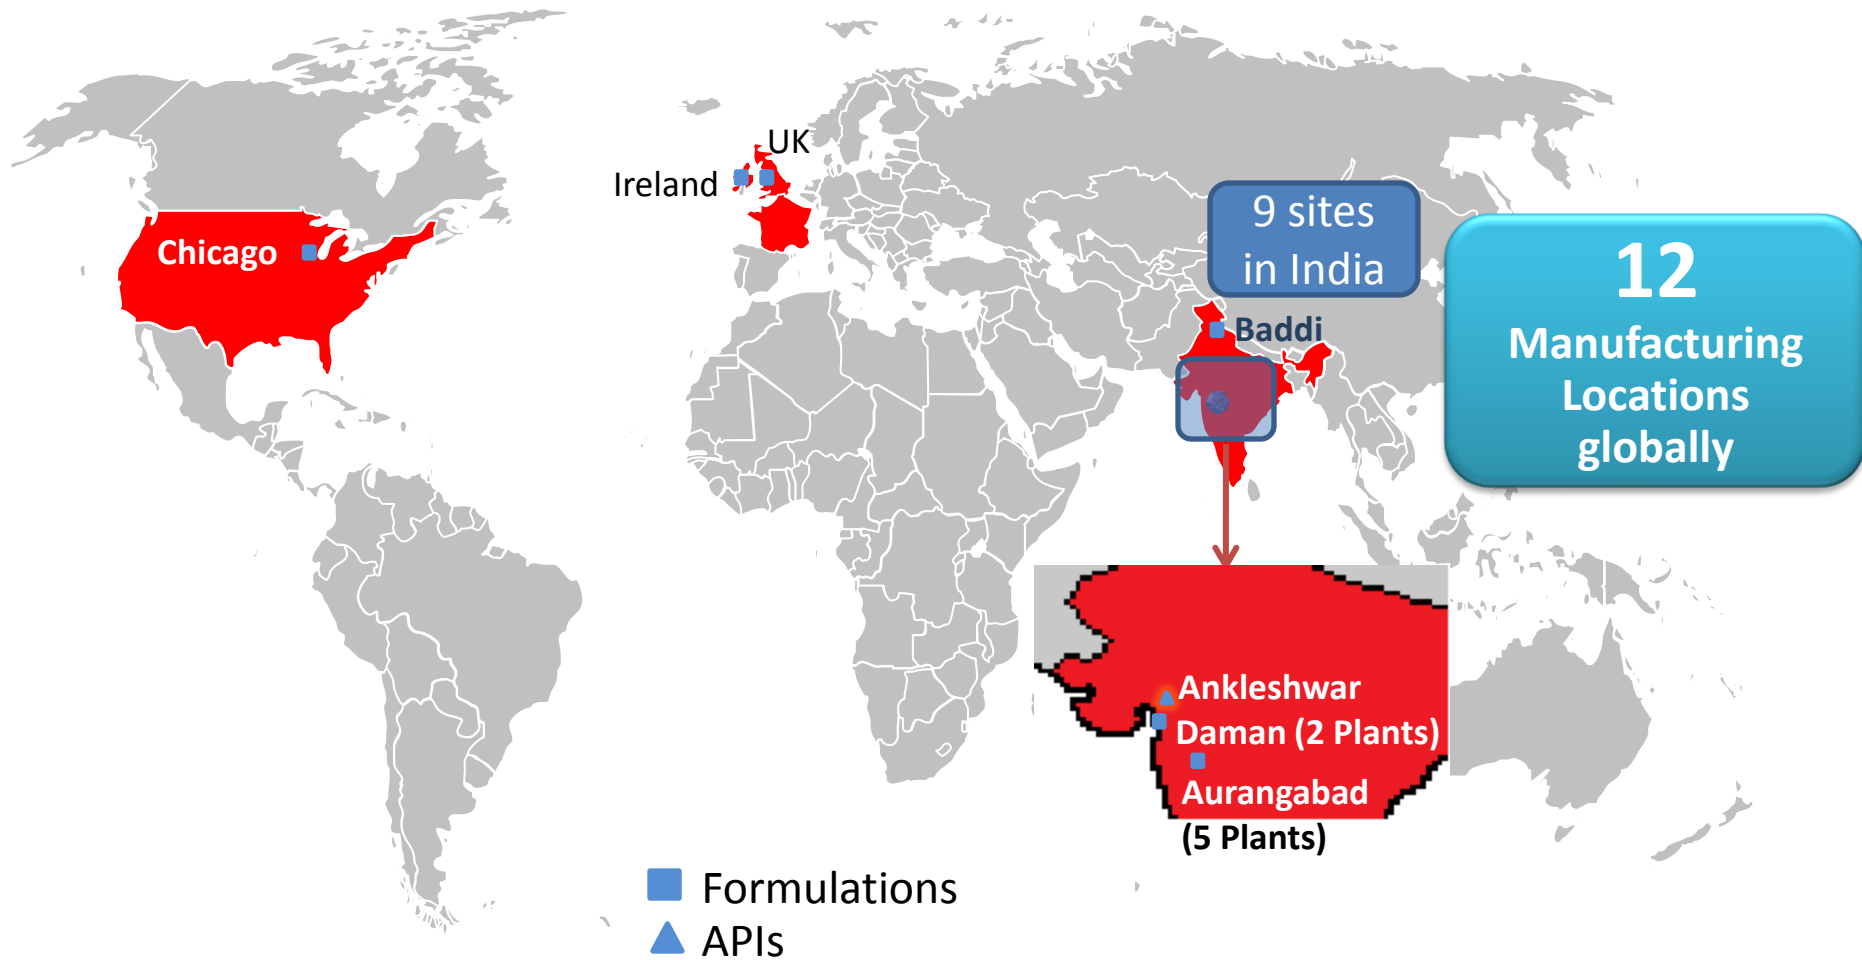 UK
Ireland
Chicago
9 sites
in India
12
Manufacturing
Locations
globally
Baddi
Ankleshwar
Daman (2 Plants)
Aurangabad
(5 Plants)
Formulations
APIs